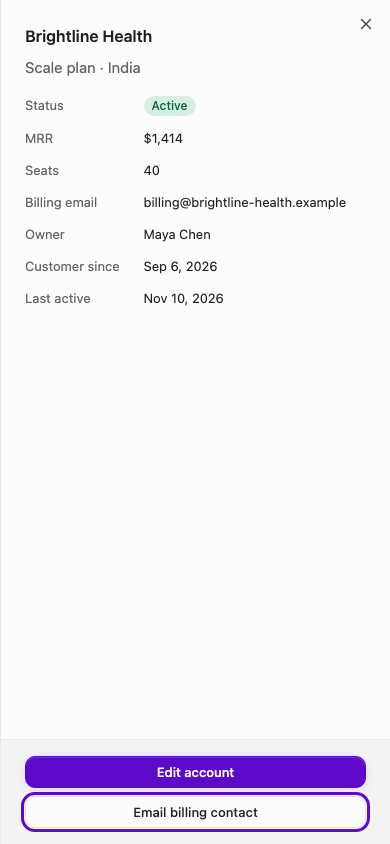 Brightline Health
Scale plan · India
Status Active
MRR $1,414
Seats 40
Billing email billing@brightline-health.example
Owner Maya Chen
Customer since Sep 6, 2026
Last active Nov 10, 2026
Edit account
Email billing contact